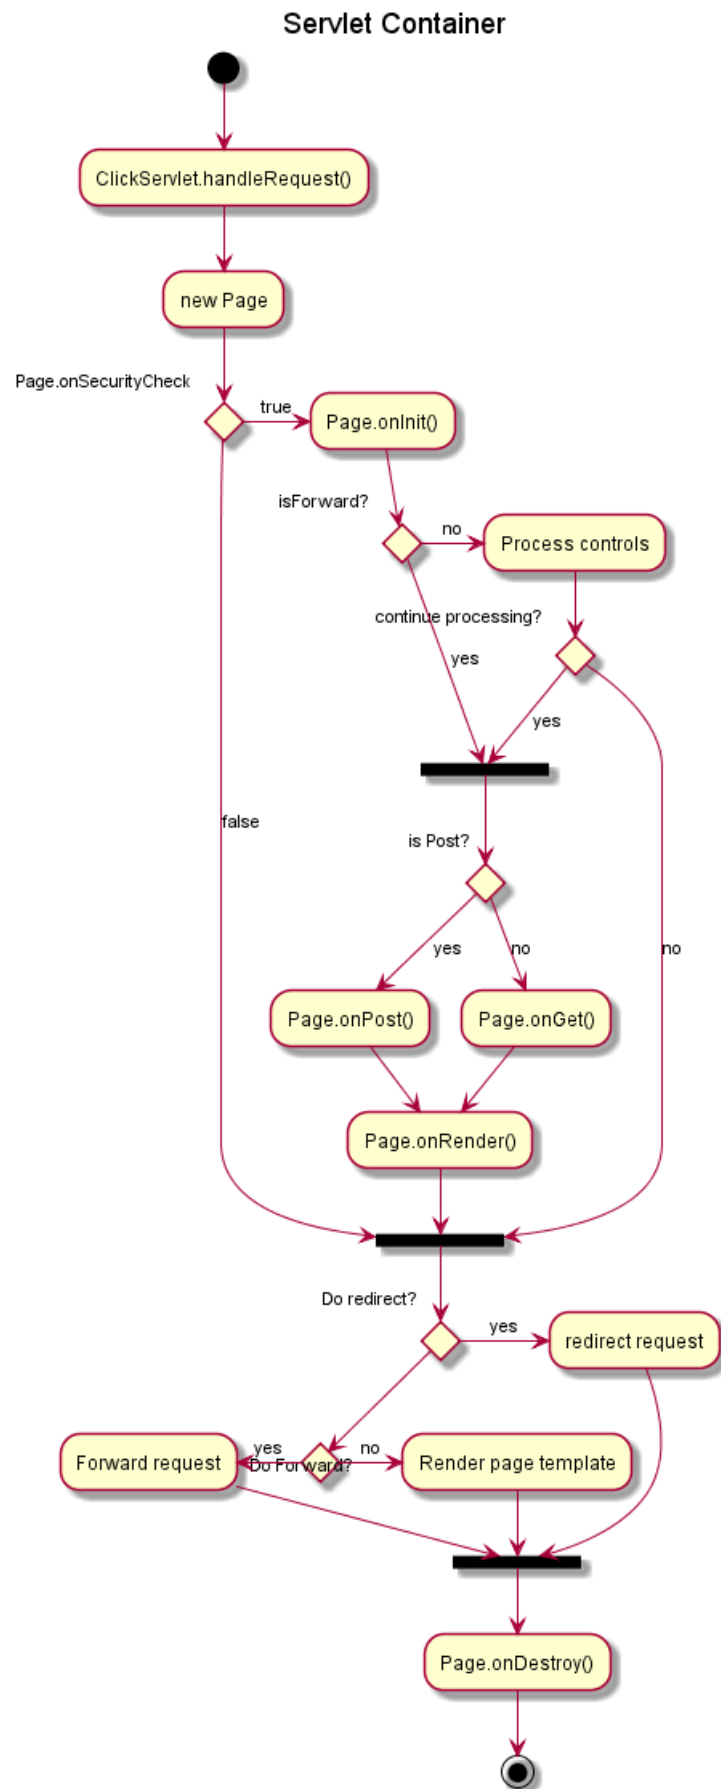 Servlet Container
ClickServlet.handleRequest()
new Page
Page.onSecurityCheck
true
Page.onInit()
isForward?
no
Process controls
continue processing?
yes
yes
false
is Post?
yes
no
no
Page.onPost()
Page.onGet()
Page.onRender()
Do redirect?
yes
redirect request
Forward request
yes
Do Forward?
no
Render page template
Page.onDestroy()